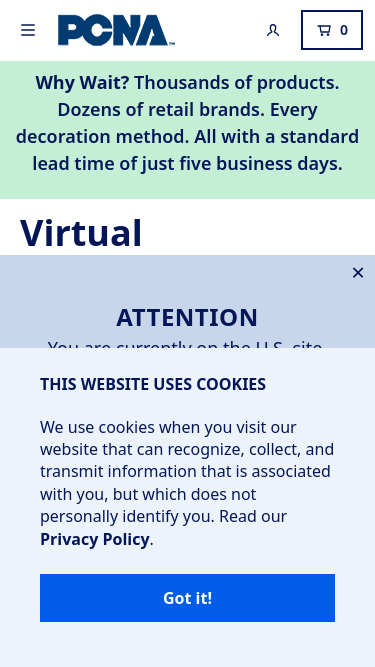 PCNA
0
Why Wait? Thousands of products.
Dozens of retail brands. Every
decoration method. All with a standard
lead time of just five business days.
Virtual
ATTENTION
You are currently on the U.S. site.
THIS WEBSITE USES COOKIES
We use cookies when you visit our
website that can recognize, collect, and
transmit information that is associated
with you, but which does not
personally identify you. Read our
Privacy Policy.
Got it!